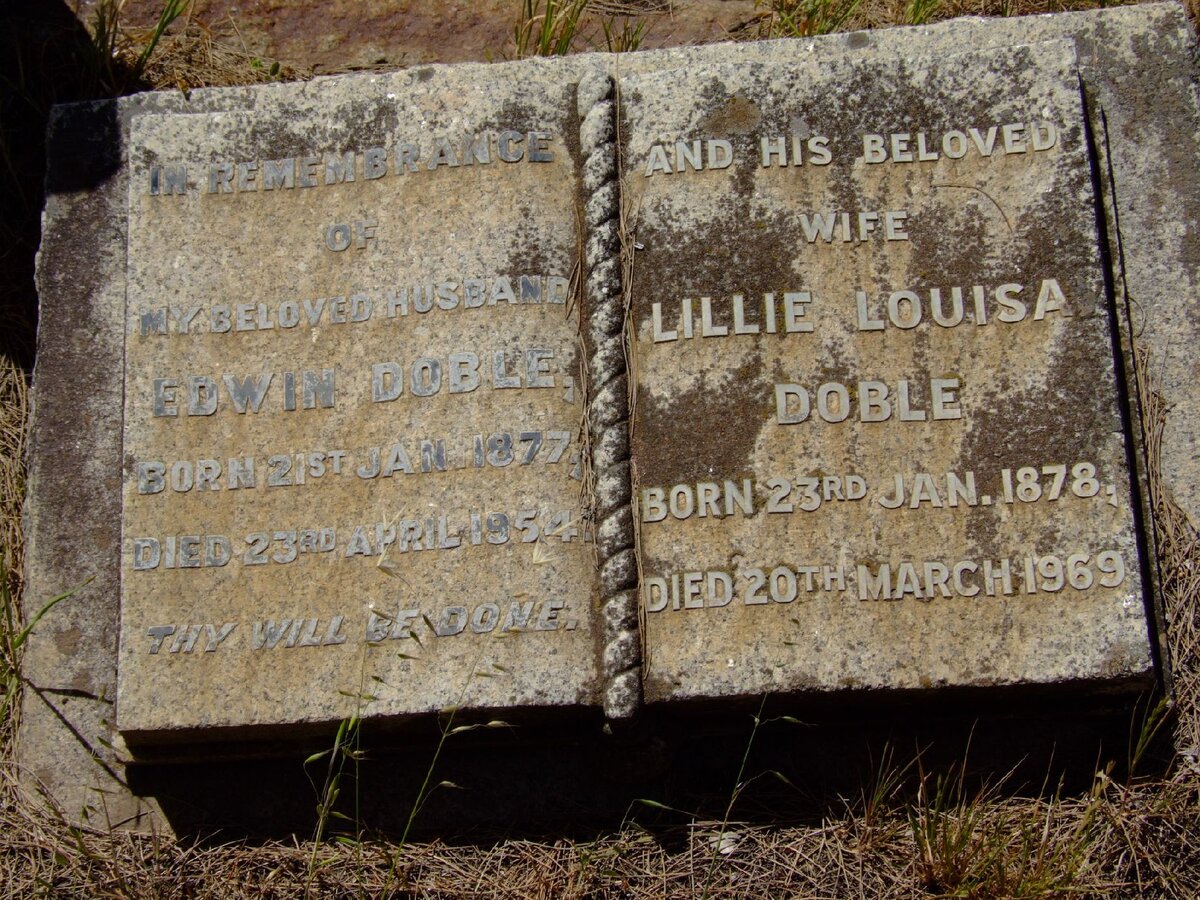 IN REMEMBRANCE
OF
MY BELOVED HUSBAND
EDWIN DOBLE,
BORN 21ST JAN. 1877,
DIED 23RD APRIL 1954.
THY WILL BE DONE.
AND HIS BELOVED
WIFE
LILLIE LOUISA
DOBLE
BORN 23RD JAN. 1878,
DIED 20TH MARCH 1969